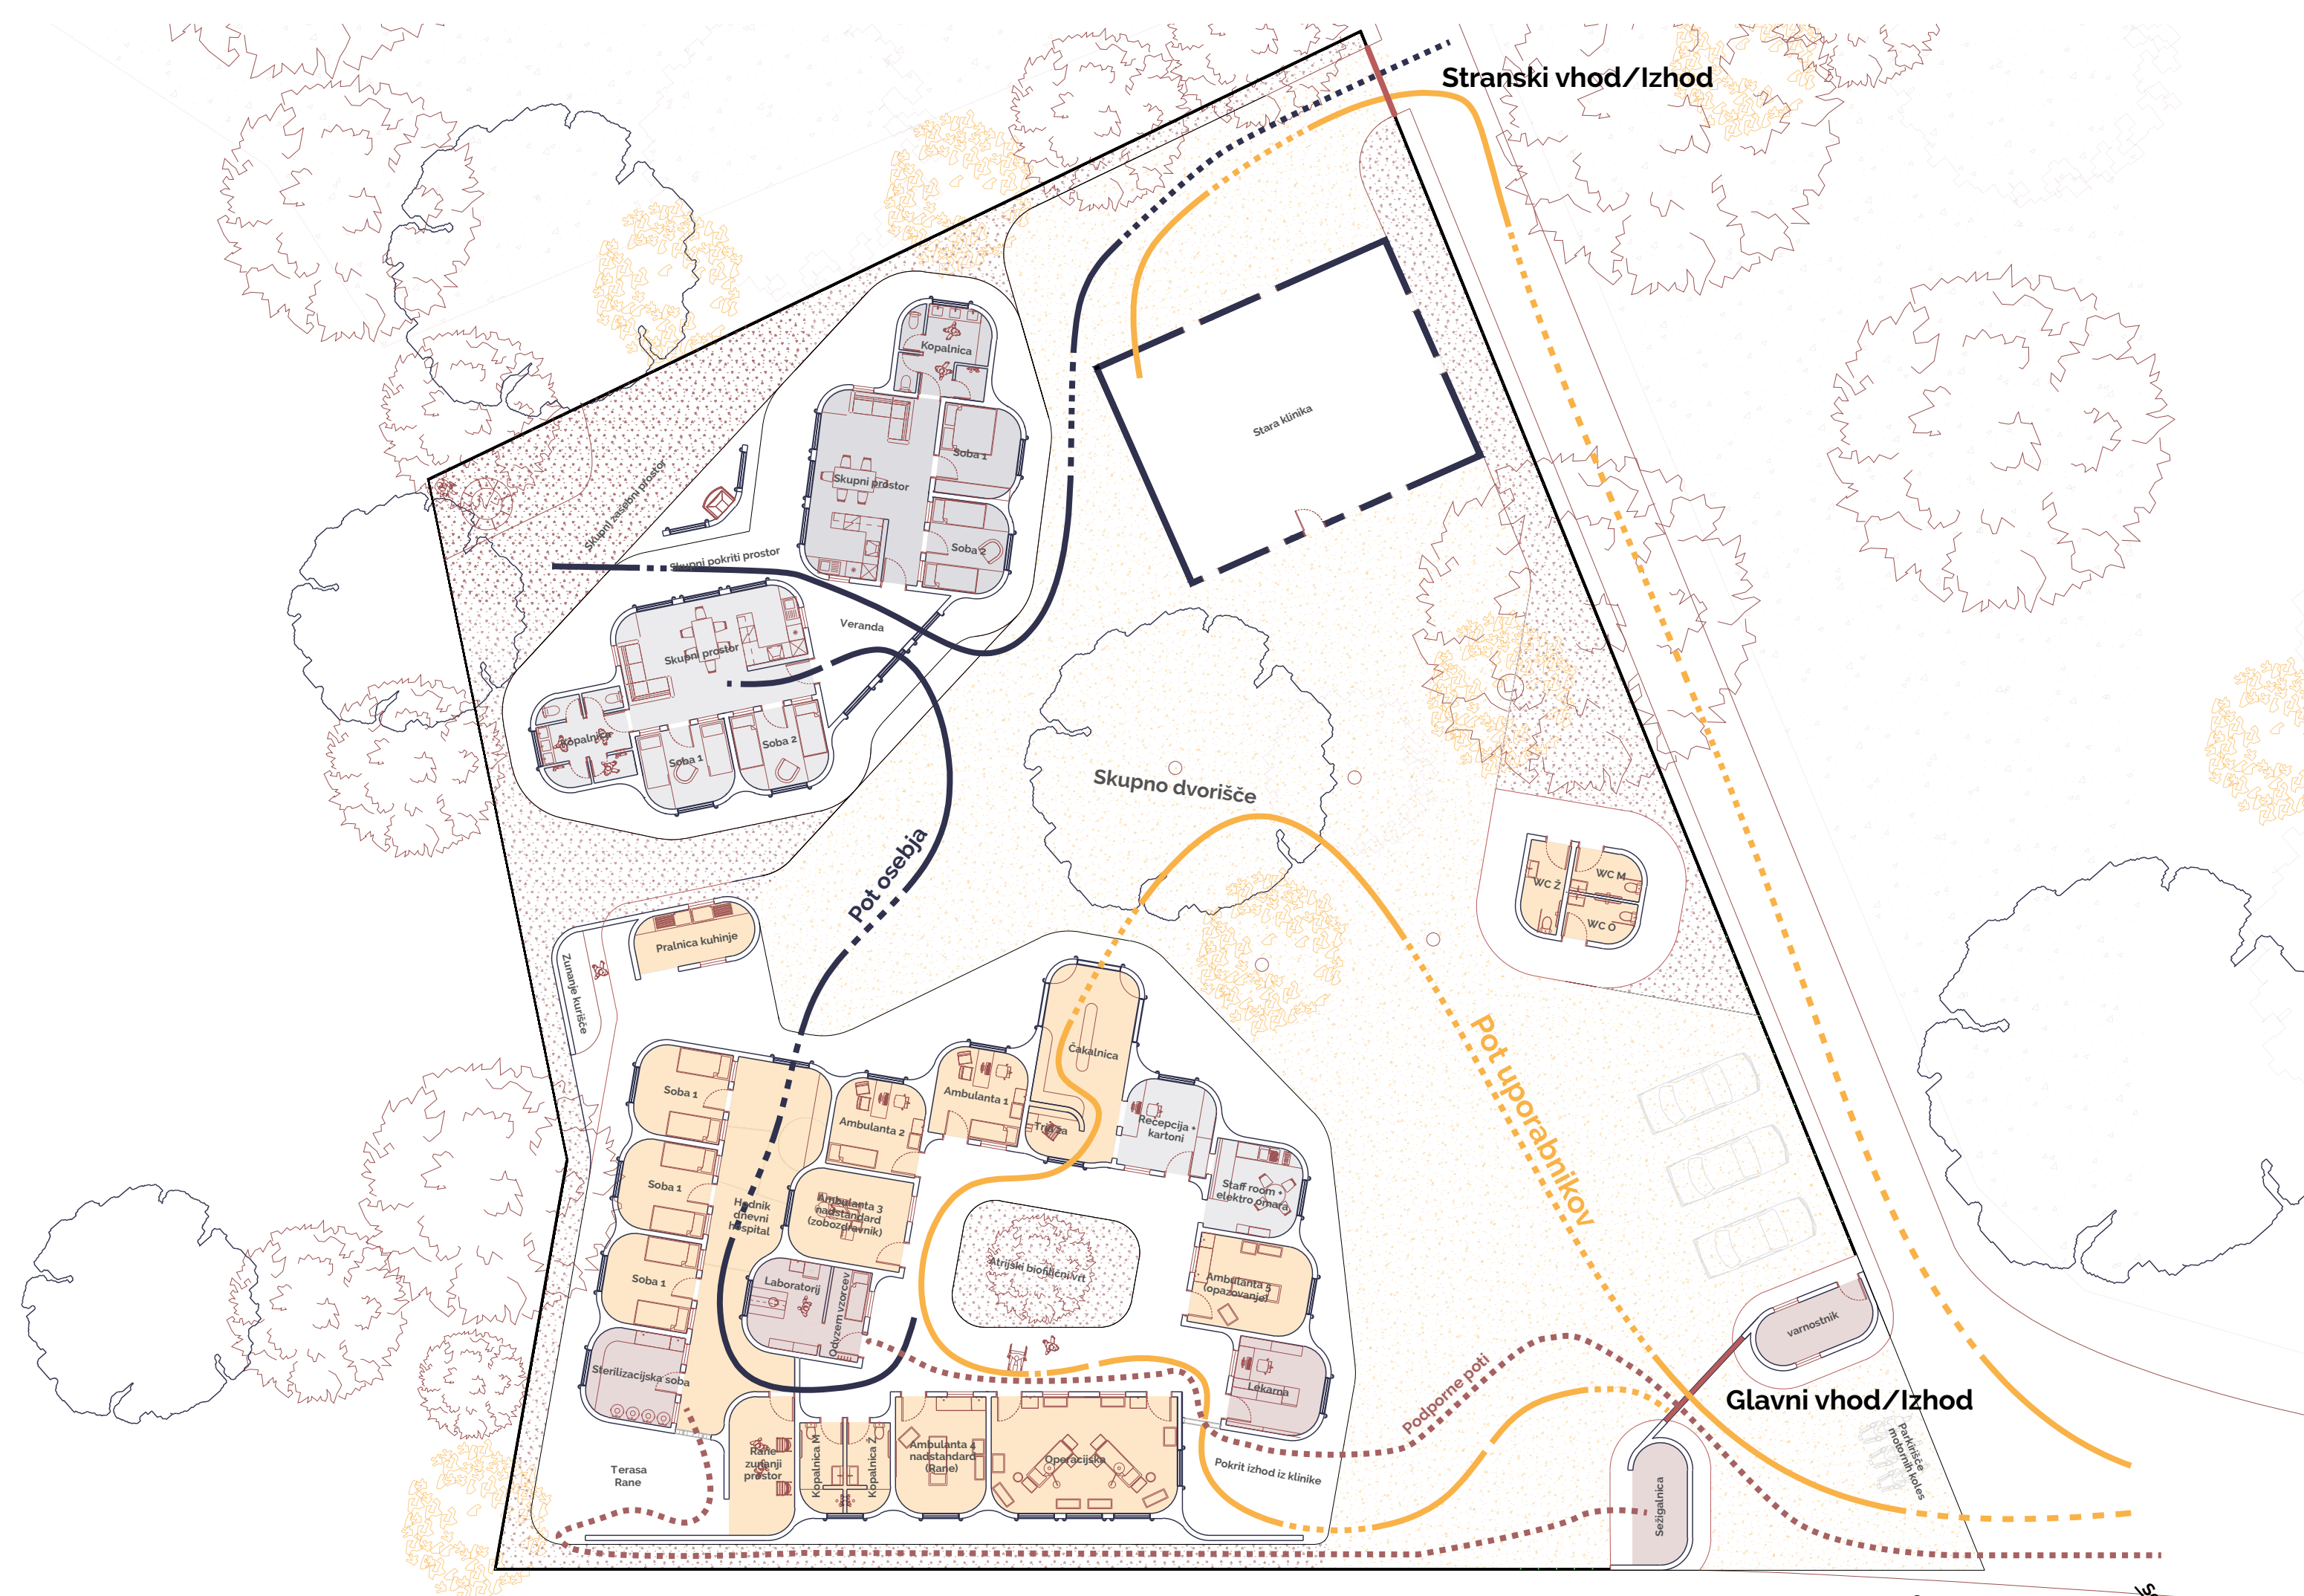 Stranski vhod/Izhod
Kopalnica
Stara klinika
Soba 1
Skupni prostor
Soba 2
Skupni zasebni prostor
Skupni pokriti prostor
Veranda
Skupni prostor
Kopalnica
Soba 1
Soba 2
Skupno dvorišče
Pot osebja
WC Ž
WC M
WC O
Pralnica kuhinje
Zunanje kurišče
Čakalnica
Pot uporabnikov
Soba 1
Ambulanta 2
Ambulanta 1
Triaža
Recepcija +
kartoni
Soba 1
Hodnik
dnevni
hospital
Ambulanta 3
nadstandard
(zobozdravnik)
Staff room +
elektro omara
Atrijski biofilični vrt
Soba 1
Laboratorij
Odvzem vzorcev
Ambulanta 5
(opazovanje)
varnostnik
Sterilizacijska soba
Lekarna
Podporne poti
Glavni vhod/Izhod
Terasa
Rane
Rane
zunanji
prostor
Kopalnica M
Kopalnica Ž
Ambulanta 4
nadstandard
(Rane)
Operacijska
Pokrit izhod iz klinike
Sežigalnica
Parkirišče
motornih koles